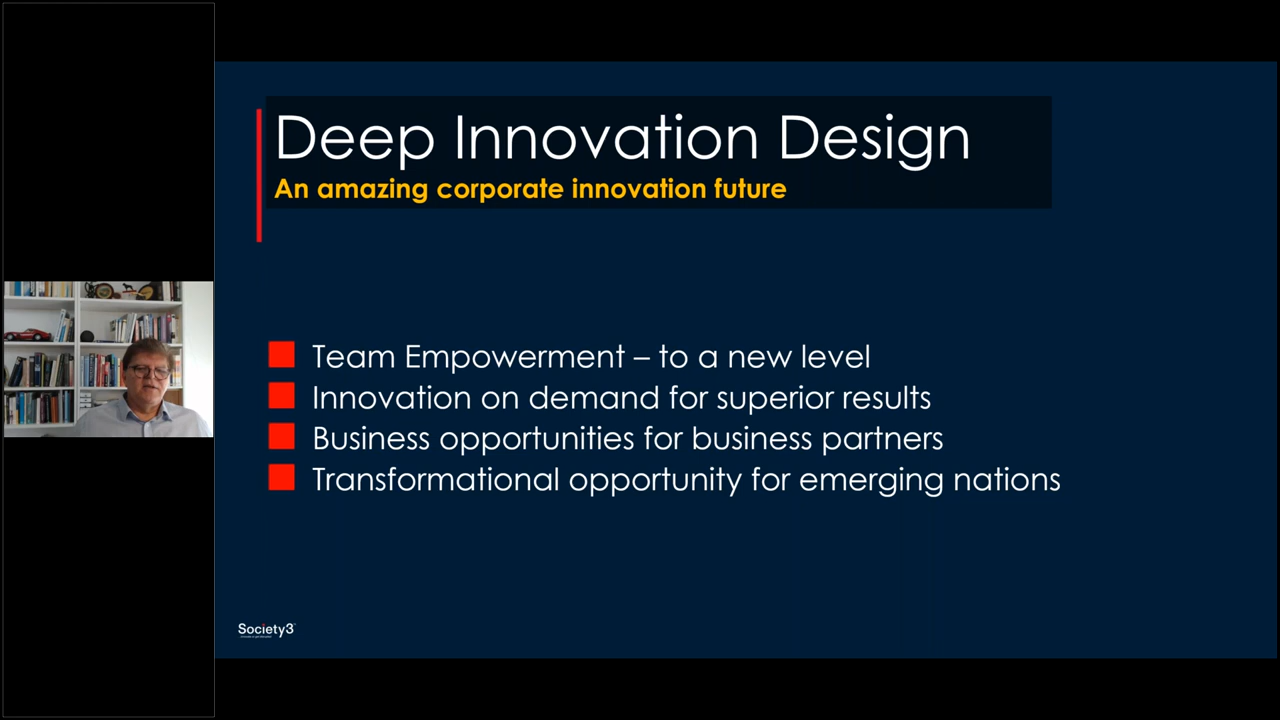 Deep Innovation Design
An amazing corporate innovation future
Team Empowerment – to a new level
Innovation on demand for superior results
Business opportunities for business partners
Transformational opportunity for emerging nations
Society3